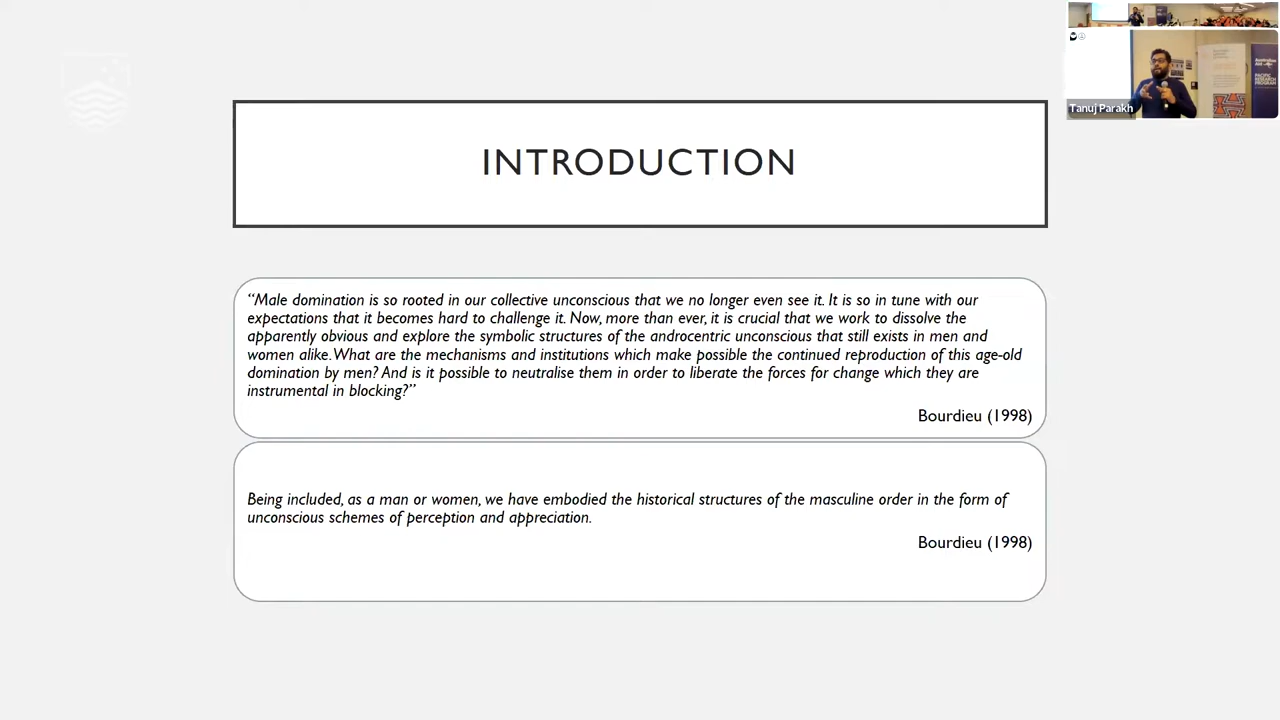 INTRODUCTION
“Male domination is so rooted in our collective unconscious that we no longer even see it. It is so in tune with our
expectations that it becomes hard to challenge it. Now, more than ever, it is crucial that we work to dissolve the
apparently obvious and explore the symbolic structures of the androcentric unconscious that still exists in men and
women alike. What are the mechanisms and institutions which make possible the continued reproduction of this age-old
domination by men? And is it possible to neutralise them in order to liberate the forces for change which they are
instrumental in blocking?”
Bourdieu (1998)
Being included, as a man or women, we have embodied the historical structures of the masculine order in the form of
unconscious schemes of perception and appreciation.
Bourdieu (1998)
Tanuj Parakh
PACIFIC
RESEARCH
PROGRAM